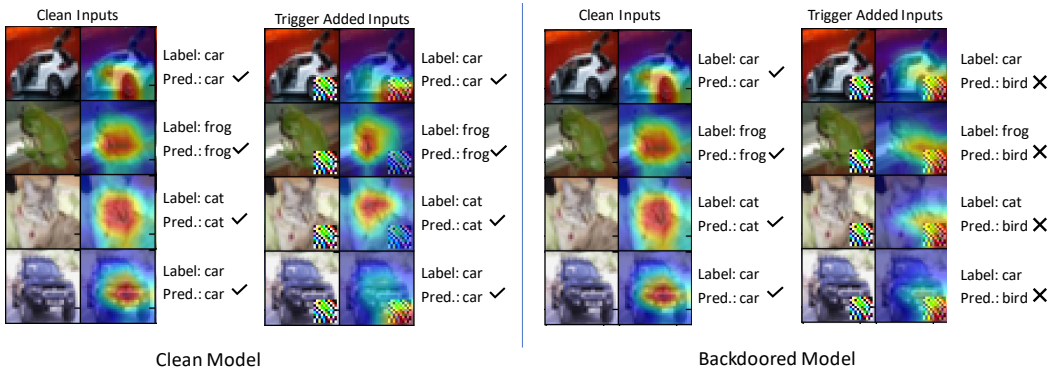 Clean Inputs
Trigger Added Inputs
Label: car
Pred.: car ✓
Label: car
Pred.: car ✓
Label: frog
Pred.: frog ✓
Label: frog
Pred.: frog ✓
Label: cat
Pred.: cat ✓
Label: cat
Pred.: cat ✓
Label: car
Pred.: car ✓
Label: car
Pred.: car ✓
Clean Model
Clean Inputs
Trigger Added Inputs
Label: car
Pred.: car ✓
Label: car
Pred.: bird ✕
Label: frog
Pred.: frog ✓
Label: frog
Pred.: bird ✕
Label: cat
Pred.: cat ✓
Label: cat
Pred.: bird ✕
Label: car
Pred.: car ✓
Label: car
Pred.: bird ✕
Backdoored Model